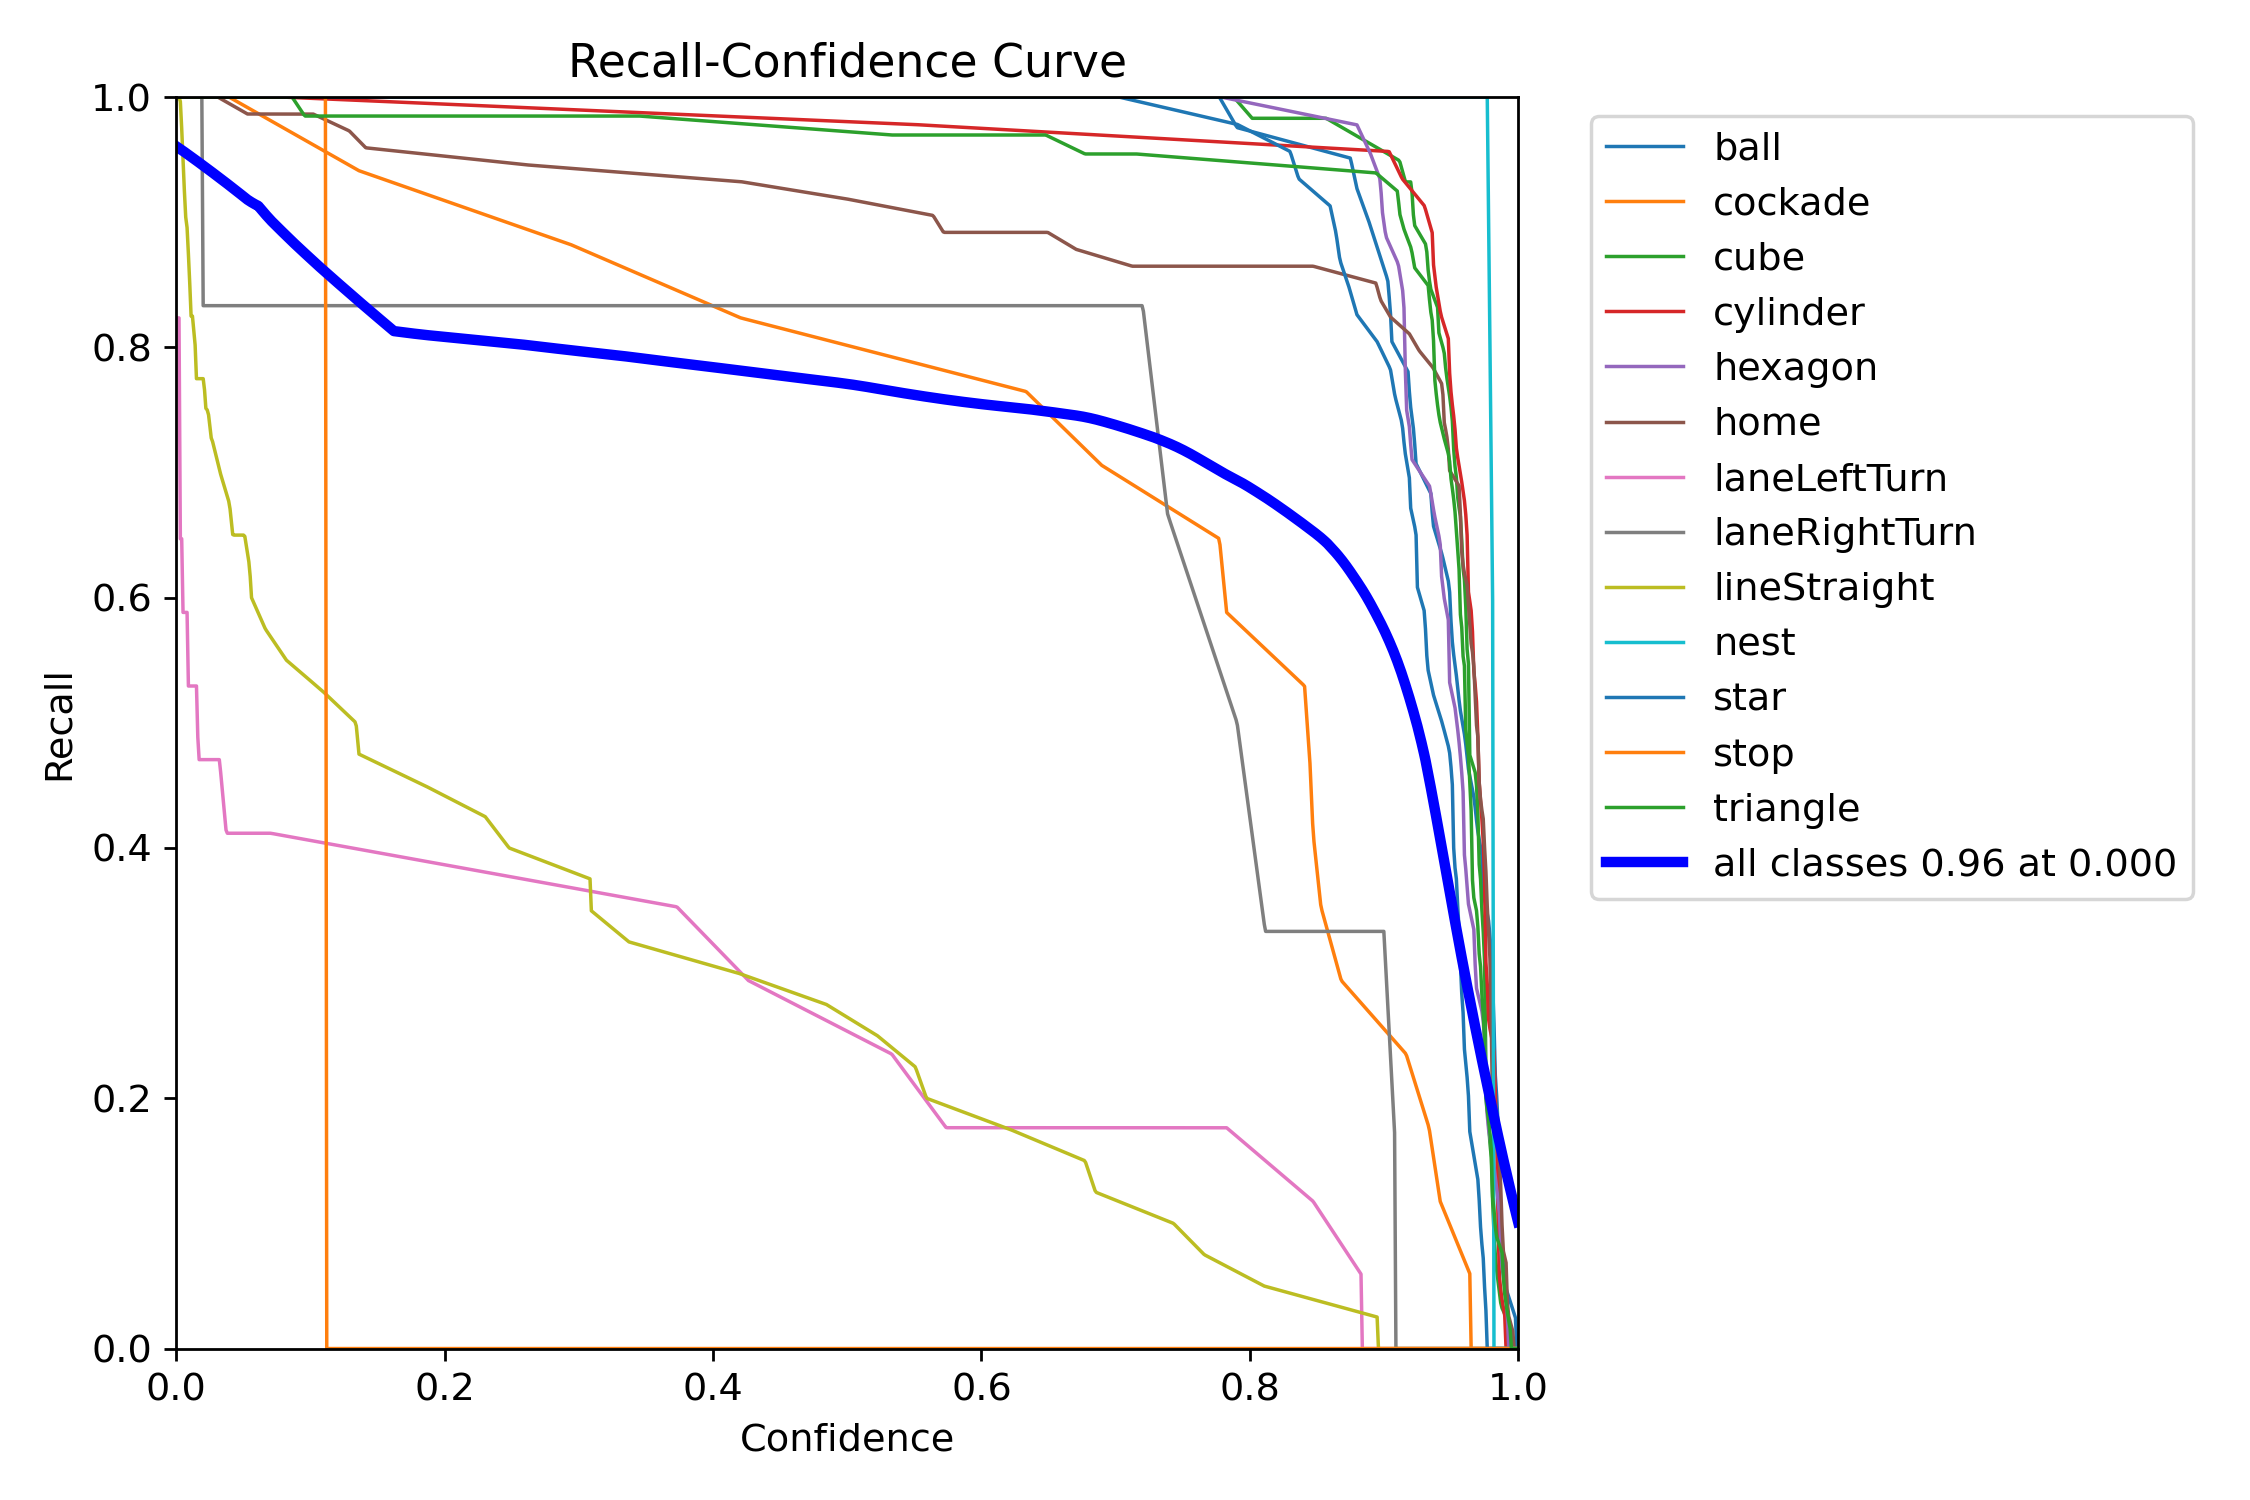 Recall-Confidence Curve
1.0
0.8
0.6
0.4
0.2
0.0
Recall
0.0 0.2 0.4 0.6 0.8 1.0
Confidence
ball
cockade
cube
cylinder
hexagon
home
laneLeftTurn
laneRightTurn
lineStraight
nest
star
stop
triangle
all classes 0.96 at 0.000